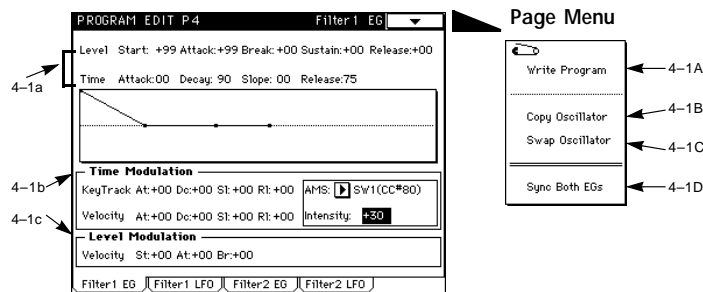 PROGRAM EDIT P4 Filter1 EG
Page Menu
Level Start: +99 Attack:+99 Break: +00 Sustain:+00 Release:+00
4–1a
Time Attack:00 Decay: 90 Slope: 00 Release:75
Write Program
4–1A
Copy Oscillator
4–1B
Swap Oscillator
4–1C
Sync Both EGs
4–1D
Time Modulation
4–1b
KeyTrack At:+00 Dc:+00 Sl:+00 Rl:+00
AMS: SW1(CC#80)
Velocity At:+00 Dc:+00 Sl:+00 Rl:+00
Intensity: +30
4–1c
Level Modulation
Velocity St:+00 At:+00 Br:+00
Filter1 EG Filter1 LFO Filter2 EG Filter2 LFO